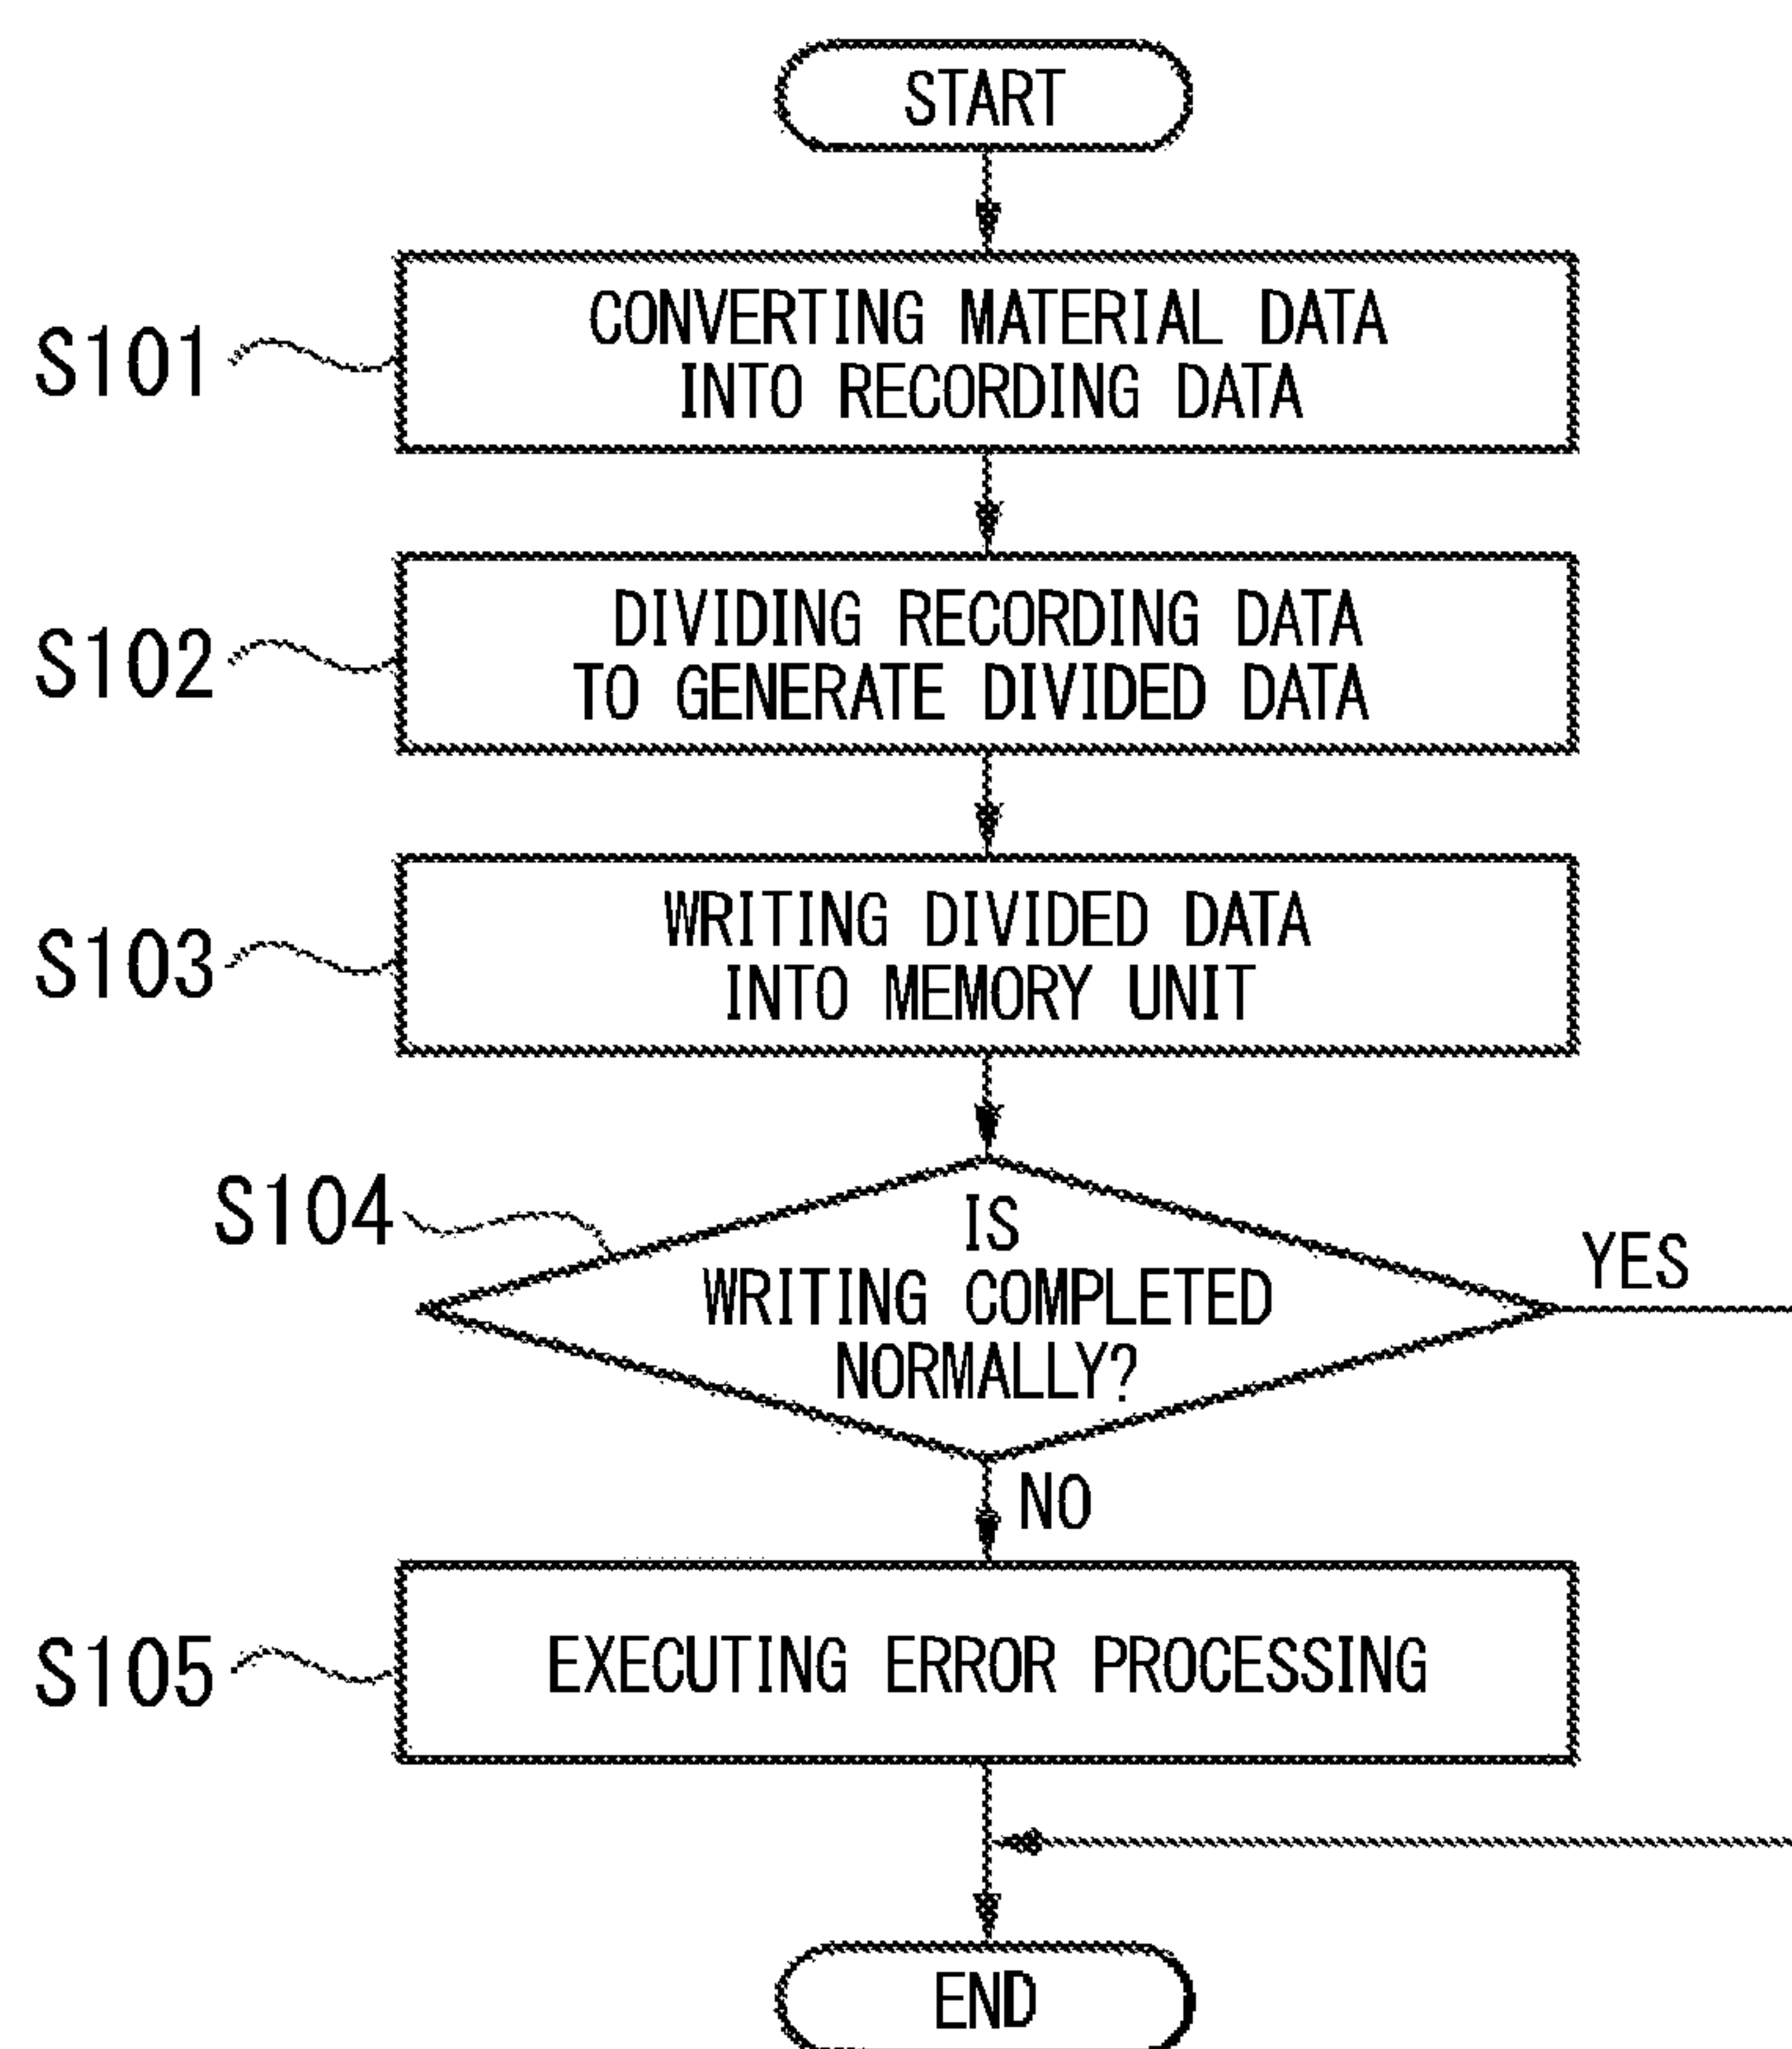 START
S101
CONVERTING MATERIAL DATA
INTO RECORDING DATA
S102
DIVIDING RECORDING DATA
TO GENERATE DIVIDED DATA
S103
WRITING DIVIDED DATA
INTO MEMORY UNIT
S104
IS
WRITING COMPLETED
NORMALLY?
YES
NO
S105
EXECUTING ERROR PROCESSING
END